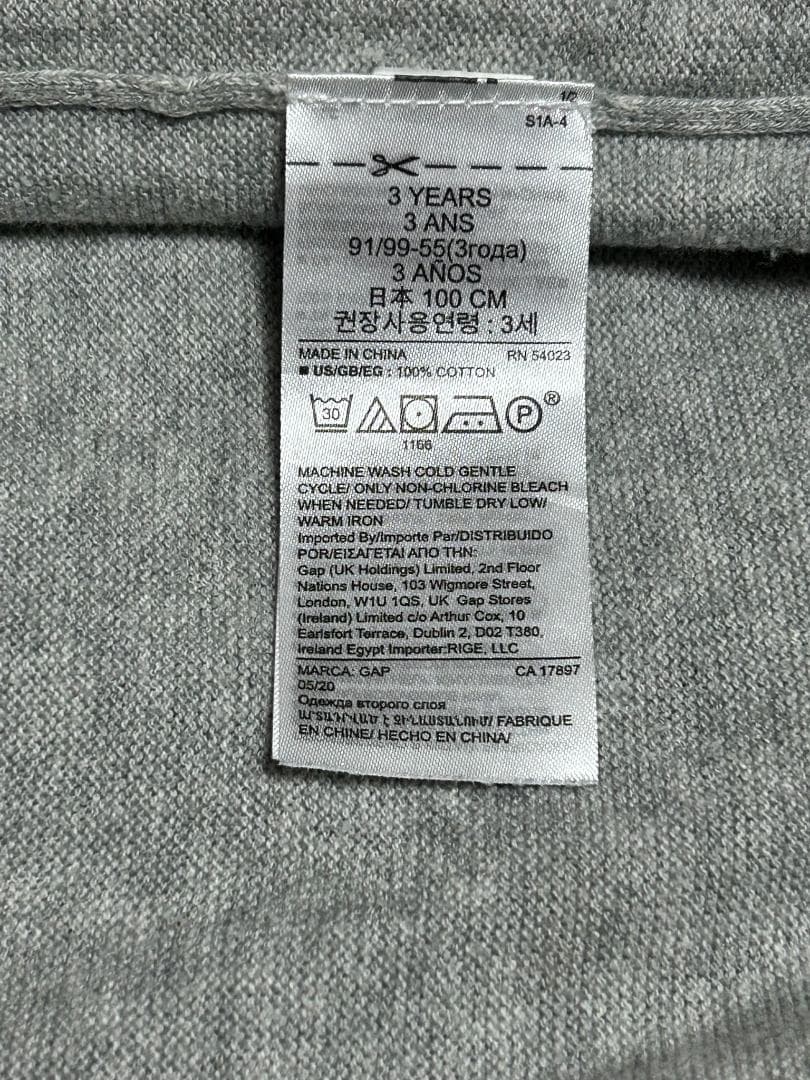 1/2
S1A-4
3 YEARS
3 ANS
91/99-55(3года)
3 AÑOS
日本 100 CM
권장사용연령 : 3세
MADE IN CHINA RN 54023
■ US/GB/EG : 100% COTTON
30 P ®
1166
MACHINE WASH COLD GENTLE
CYCLE/ ONLY NON-CHLORINE BLEACH
WHEN NEEDED/ TUMBLE DRY LOW/
WARM IRON
Imported By/Importe Par/DISTRIBUIDO
POR/ΕΙΣΑΓΕΤΑΙ ΑΠΟ ΤΗΝ:
Gap (UK Holdings) Limited, 2nd Floor
Nations House, 103 Wigmore Street,
London, W1U 1QS, UK Gap Stores
(Ireland) Limited c/o Arthur Cox, 10
Earlsfort Terrace, Dublin 2, D02 T380,
Ireland Egypt Importer:RIGE, LLC
MARCA: GAP CA 17897
05/20
Одежда второго слоя
ԱՐՏԱԴՐՎԱԾ Է ՉԻՆԱՍՏԱՆՈՒՄ/ FABRIQUE
EN CHINE/ HECHO EN CHINA/